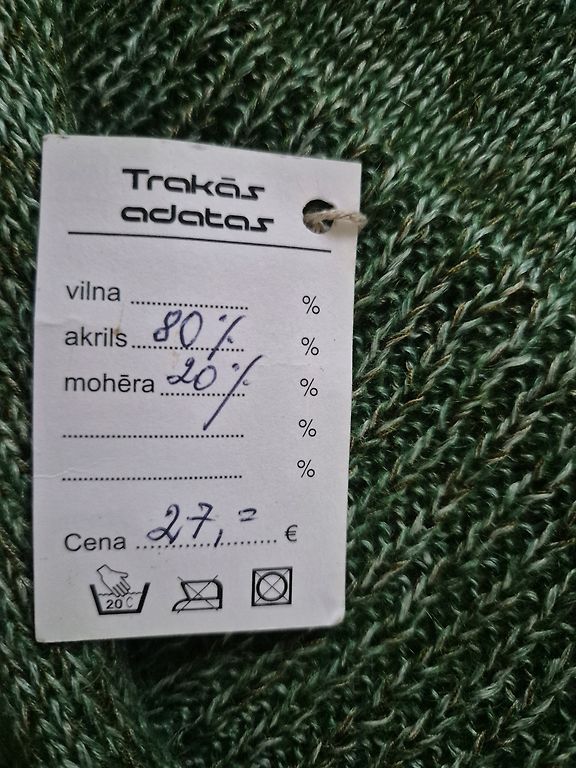 Trakās
adatas
vilna ........................ %
akrils 80% %
mohēra 20% %
........................ %
........................ %
Cena 27,= €
20°C